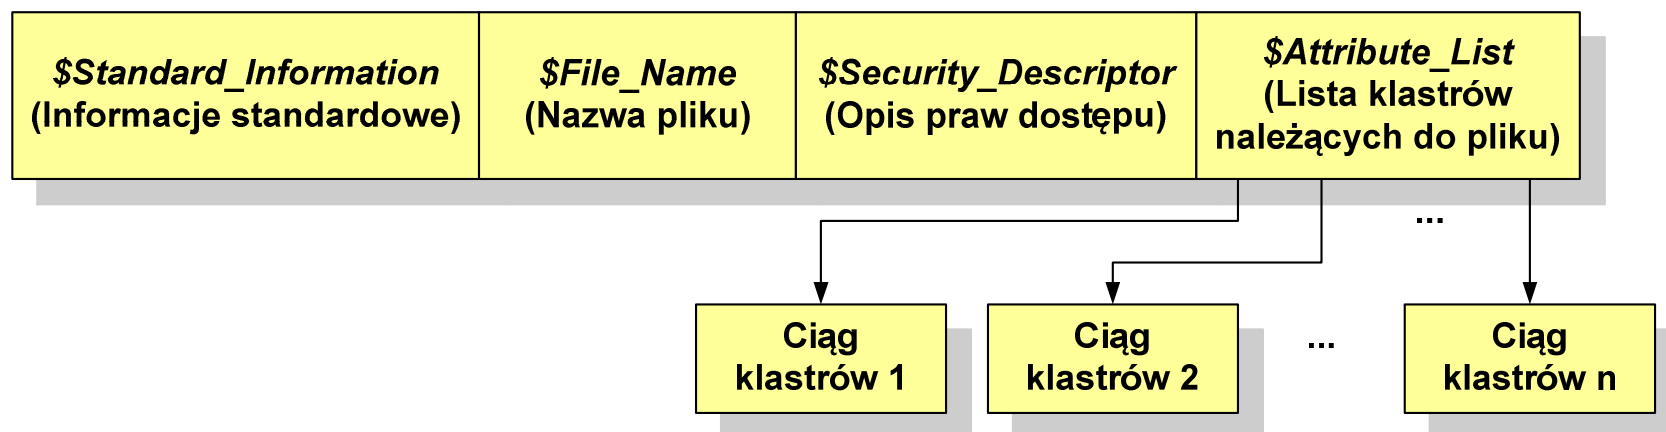 $Standard_Information
(Informacje standardowe)
$File_Name
(Nazwa pliku)
$Security_Descriptor
(Opis praw dostępu)
$Attribute_List
(Lista klastrów
należących do pliku)
...
Ciąg
klastrów 1
Ciąg
klastrów 2
...
Ciąg
klastrów n